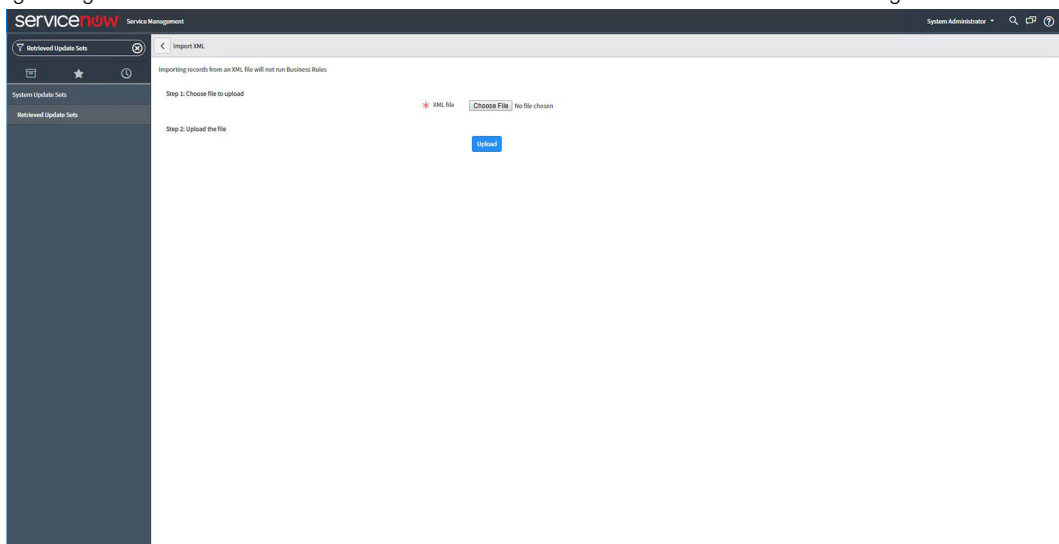 servicenow Service Management
System Administrator
Retrieved Update Sets
Import XML
Importing records from an XML file will not run Business Rules
System Update Sets
Step 1: Choose file to upload
XML file Choose File No file chosen
Retrieved Update Sets
Step 2: Upload the file
Upload